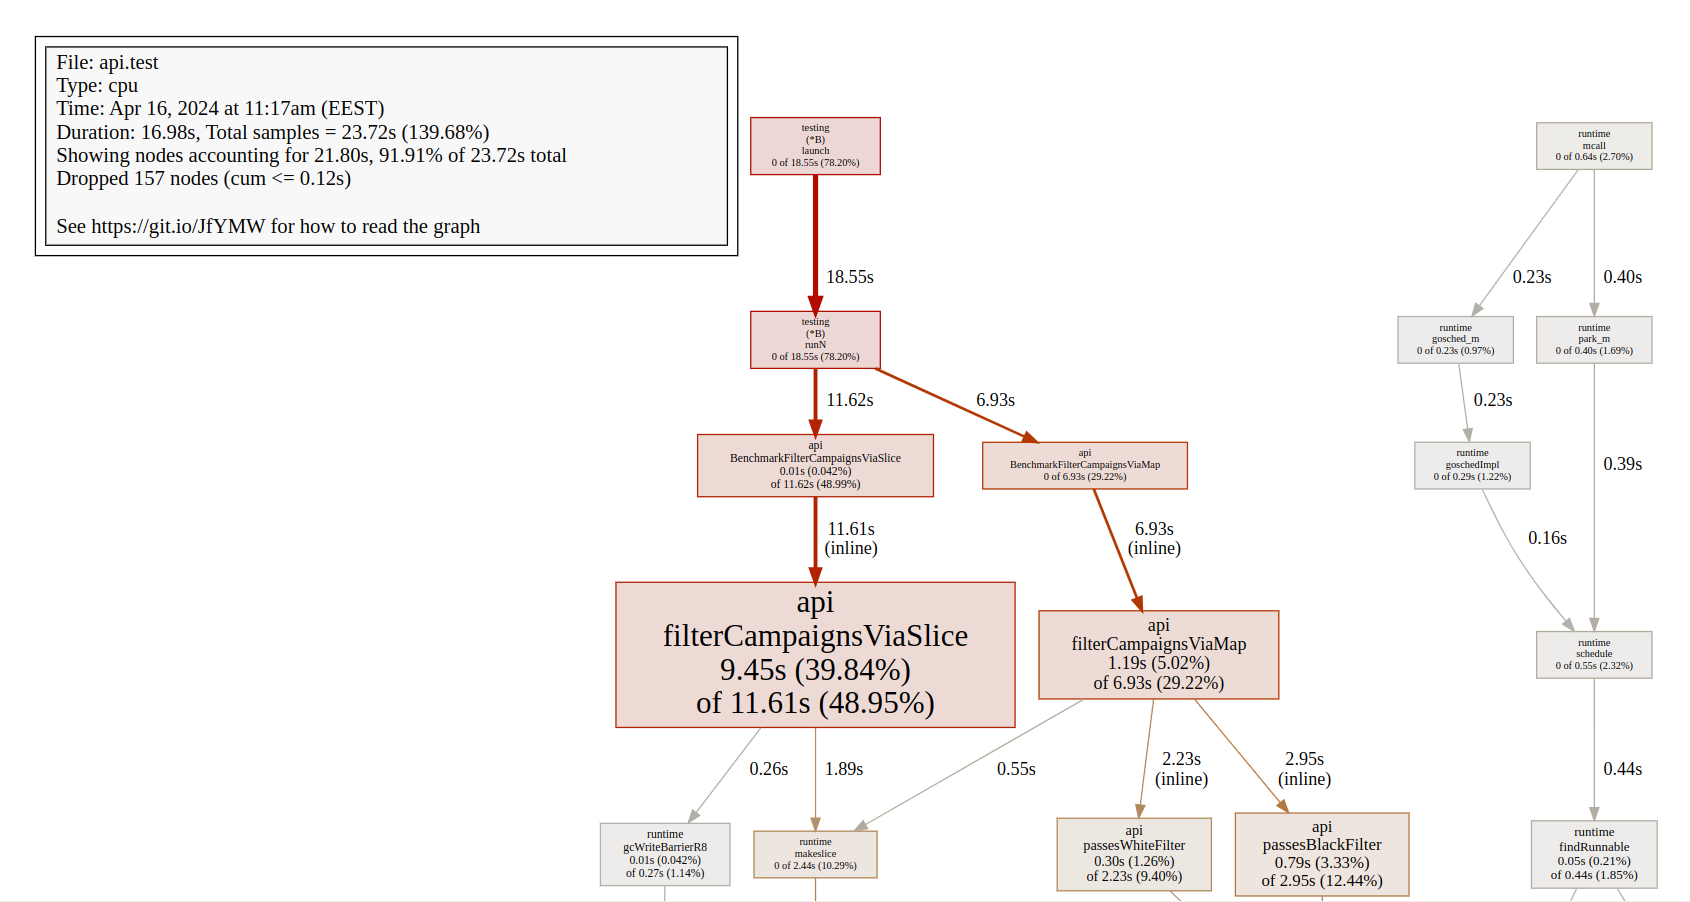 File: api.test
Type: cpu
Time: Apr 16, 2024 at 11:17am (EEST)
Duration: 16.98s, Total samples = 23.72s (139.68%)
Showing nodes accounting for 21.80s, 91.91% of 23.72s total
Dropped 157 nodes (cum <= 0.12s)
See https://git.io/JfYMW for how to read the graph
testing
(*B)
launch
0 of 18.55s (78.20%)
runtime
mcall
0 of 0.64s (2.70%)
18.55s
0.23s
0.40s
testing
(*B)
runN
0 of 18.55s (78.20%)
runtime
gosched_m
0 of 0.23s (0.97%)
runtime
park_m
0 of 0.40s (1.69%)
11.62s
6.93s
0.23s
0.39s
api
BenchmarkFilterCampaignsViaSlice
0.01s (0.042%)
of 11.62s (48.99%)
api
BenchmarkFilterCampaignsViaMap
0 of 6.93s (29.22%)
runtime
goschedImpl
0 of 0.29s (1.22%)
11.61s
(inline)
6.93s
(inline)
0.16s
api
filterCampaignsViaSlice
9.45s (39.84%)
of 11.61s (48.95%)
api
filterCampaignsViaMap
1.19s (5.02%)
of 6.93s (29.22%)
runtime
schedule
0 of 0.55s (2.32%)
0.26s
1.89s
0.55s
2.23s
(inline)
2.95s
(inline)
0.44s
runtime
gcWriteBarrierR8
0.01s (0.042%)
of 0.27s (1.14%)
runtime
makeslice
0 of 2.44s (10.29%)
api
passesWhiteFilter
0.30s (1.26%)
of 2.23s (9.40%)
api
passesBlackFilter
0.79s (3.33%)
of 2.95s (12.44%)
runtime
findRunnable
0.05s (0.21%)
of 0.44s (1.85%)